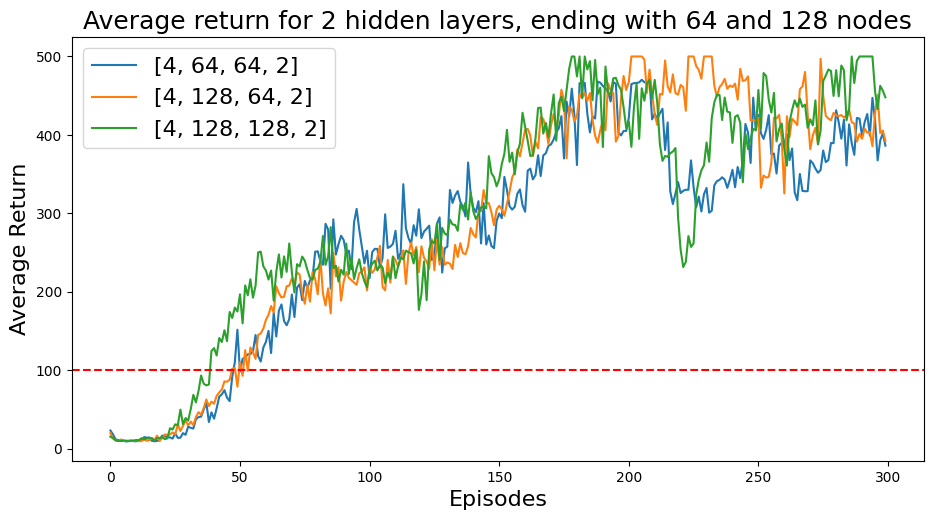 Average return for 2 hidden layers, ending with 64 and 128 nodes
500
[4, 64, 64, 2]
[4, 128, 64, 2]
[4, 128, 128, 2]
400
300
200
100
0
Average Return
0 50 100 150 200 250 300
Episodes